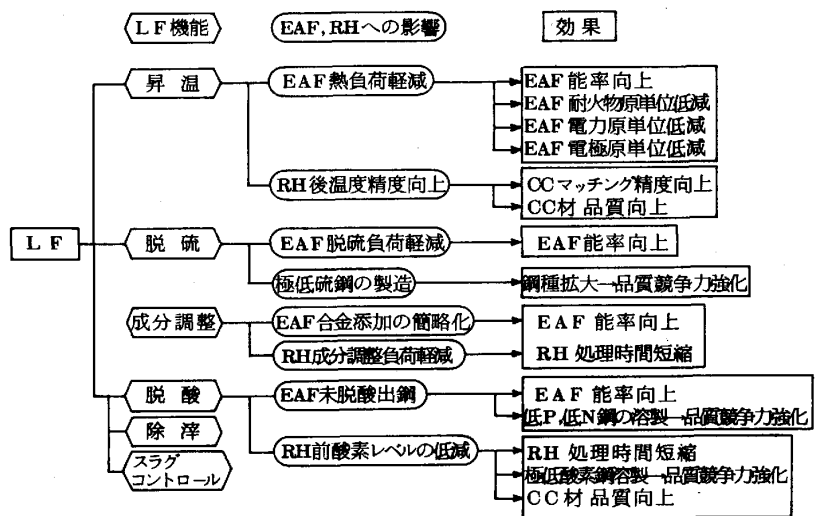 LF機能 EAF,RHへの影響 効果
昇温 EAF熱負荷軽減 EAF能率向上
EAF耐火物原単位低減
EAF電力原単位低減
EAF電極原単位低減
RH後温度精度向上 CCマッチング精度向上
CC材品質向上
LF 脱硫 EAF脱硫負荷軽減 EAF能率向上
極低硫鋼の製造 鋼種拡大→品質競争力強化
成分調整 EAF合金添加の簡略化 EAF能率向上
RH成分調整負荷軽減 RH処理時間短縮
脱酸 EAF未脱酸出鋼 EAF能率向上
低P,低N鋼の溶製→品質競争力強化
除滓
RH前酸素レベルの低減 RH処理時間短縮
スラグ
コントロール 極低酸素鋼溶製→品質競争力強化
CC材品質向上